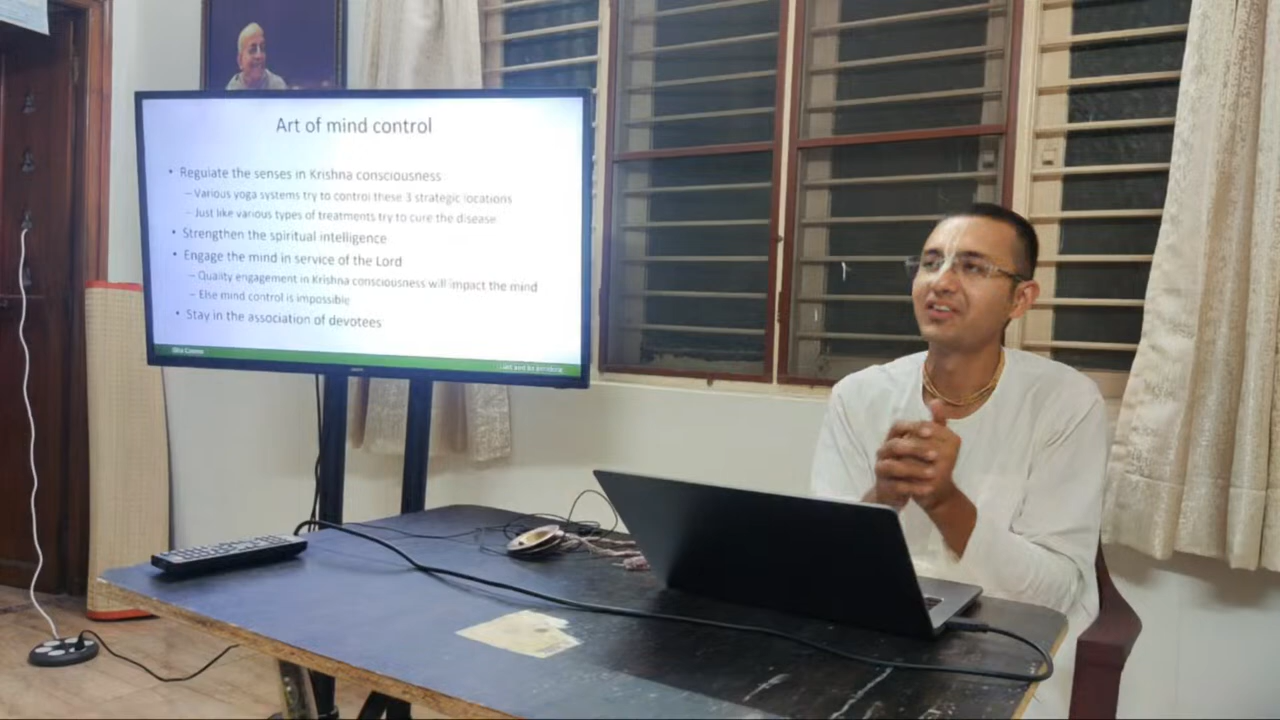 Art of mind control
• Regulate the senses in Krishna consciousness
– Various yoga systems try to control these 3 strategic locations
– Just like various types of treatments try to cure the disease
• Strengthen the spiritual intelligence
• Engage the mind in service of the Lord
– Quality engagement in Krishna consciousness will impact the mind
– Else mind control is impossible
• Stay in the association of devotees